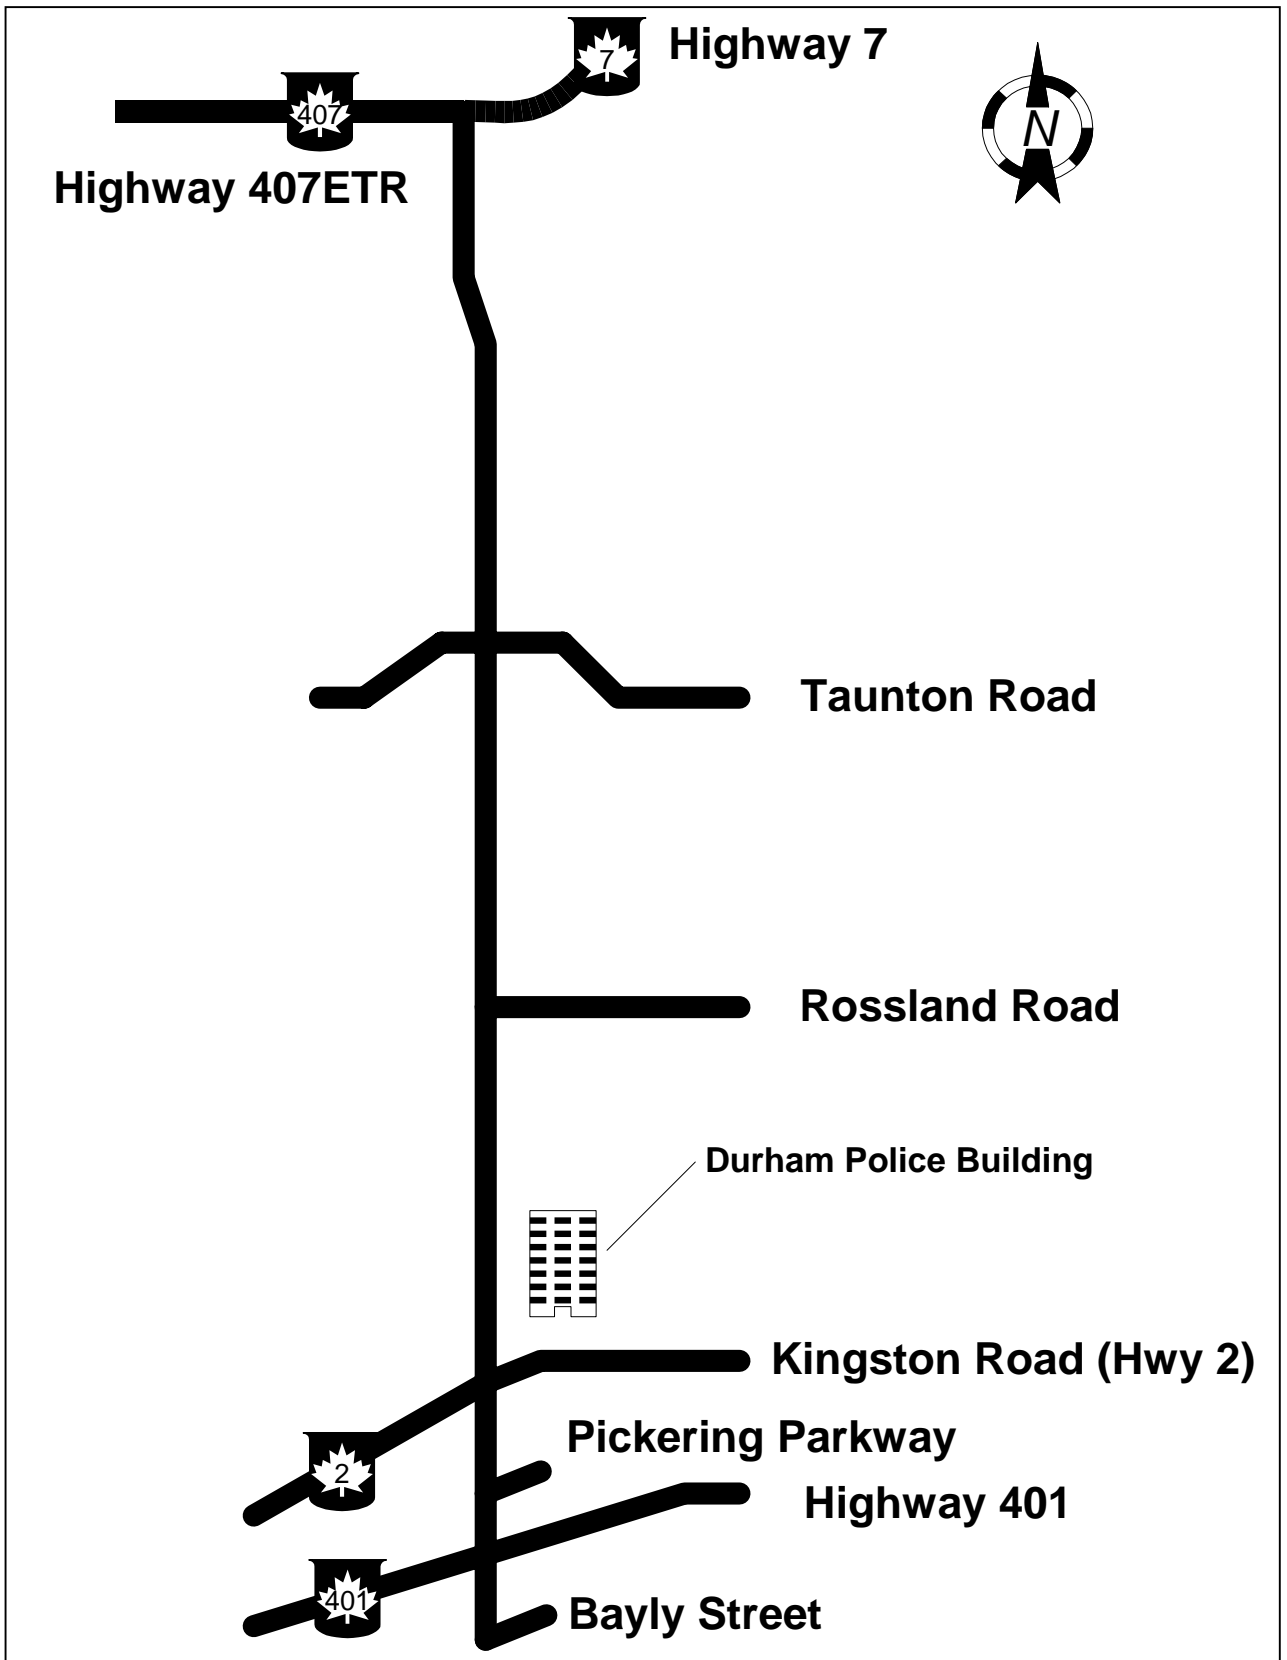 7
Highway 7
407
N
Highway 407ETR
Taunton Road
Rossland Road
Durham Police Building
Kingston Road (Hwy 2)
2
Pickering Parkway
Highway 401
401
Bayly Street